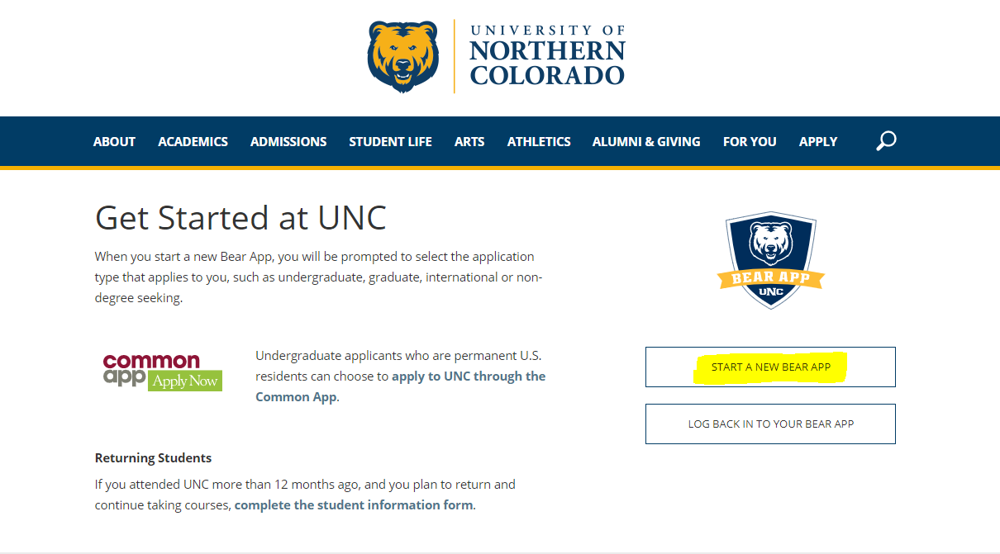 UNIVERSITY OF
NORTHERN
COLORADO
ABOUT ACADEMICS ADMISSIONS STUDENT LIFE ARTS ATHLETICS ALUMNI & GIVING FOR YOU APPLY
Get Started at UNC
When you start a new Bear App, you will be prompted to select the application
type that applies to you, such as undergraduate, graduate, international or non-
degree seeking.
common
app Apply Now
Undergraduate applicants who are permanent U.S.
residents can choose to apply to UNC through the
Common App.
Returning Students
If you attended UNC more than 12 months ago, and you plan to return and
continue taking courses, complete the student information form.
BEAR APP
UNC
START A NEW BEAR APP
LOG BACK IN TO YOUR BEAR APP